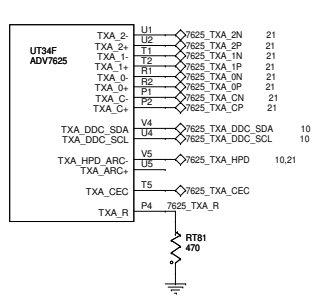 UT34F
ADV7625
TXA_2- U1 7625_TXA_2N 21
TXA_2+ U2 7625_TXA_2P 21
TXA_1- T1 7625_TXA_1N 21
TXA_1+ T2 7625_TXA_1P 21
TXA_0- R1 7625_TXA_0N 21
TXA_0+ R2 7625_TXA_0P 21
TXA_C- P1 7625_TXA_CN 21
TXA_C+ P2 7625_TXA_CP 21
TXA_DDC_SDA V4 7625_TXA_DDC_SDA 10
TXA_DDC_SCL U4 7625_TXA_DDC_SCL 10
TXA_HPD_ARC- V5 7625_TXA_HPD 10,21
TXA_ARC+ U5
TXA_CEC T5 7625_TXA_CEC
TXA_R P4 7625_TXA_R
RT81
470